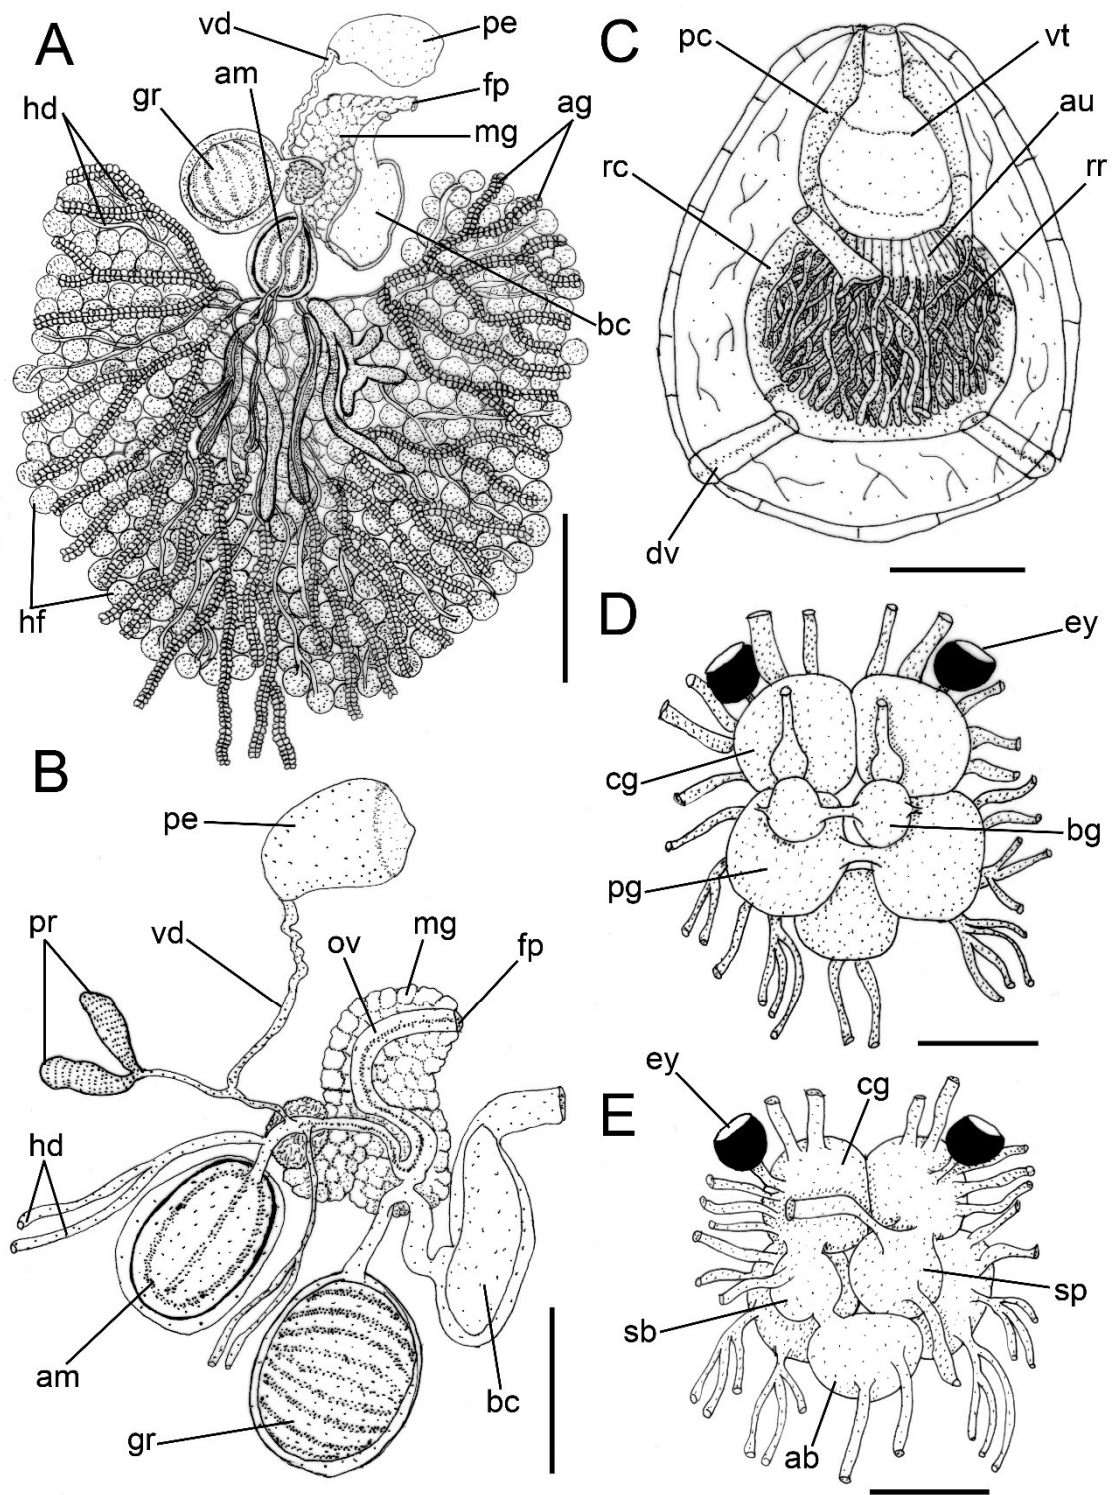 A
vd
pe
am
gr
fp
hd
ag
mg
bc
hf
C
pc
vt
au
rc
rr
dv
B
pe
pr
vd
ov
mg
fp
hd
am
gr
bc
D
ey
cg
bg
pg
E
ey
cg
sp
sb
ab